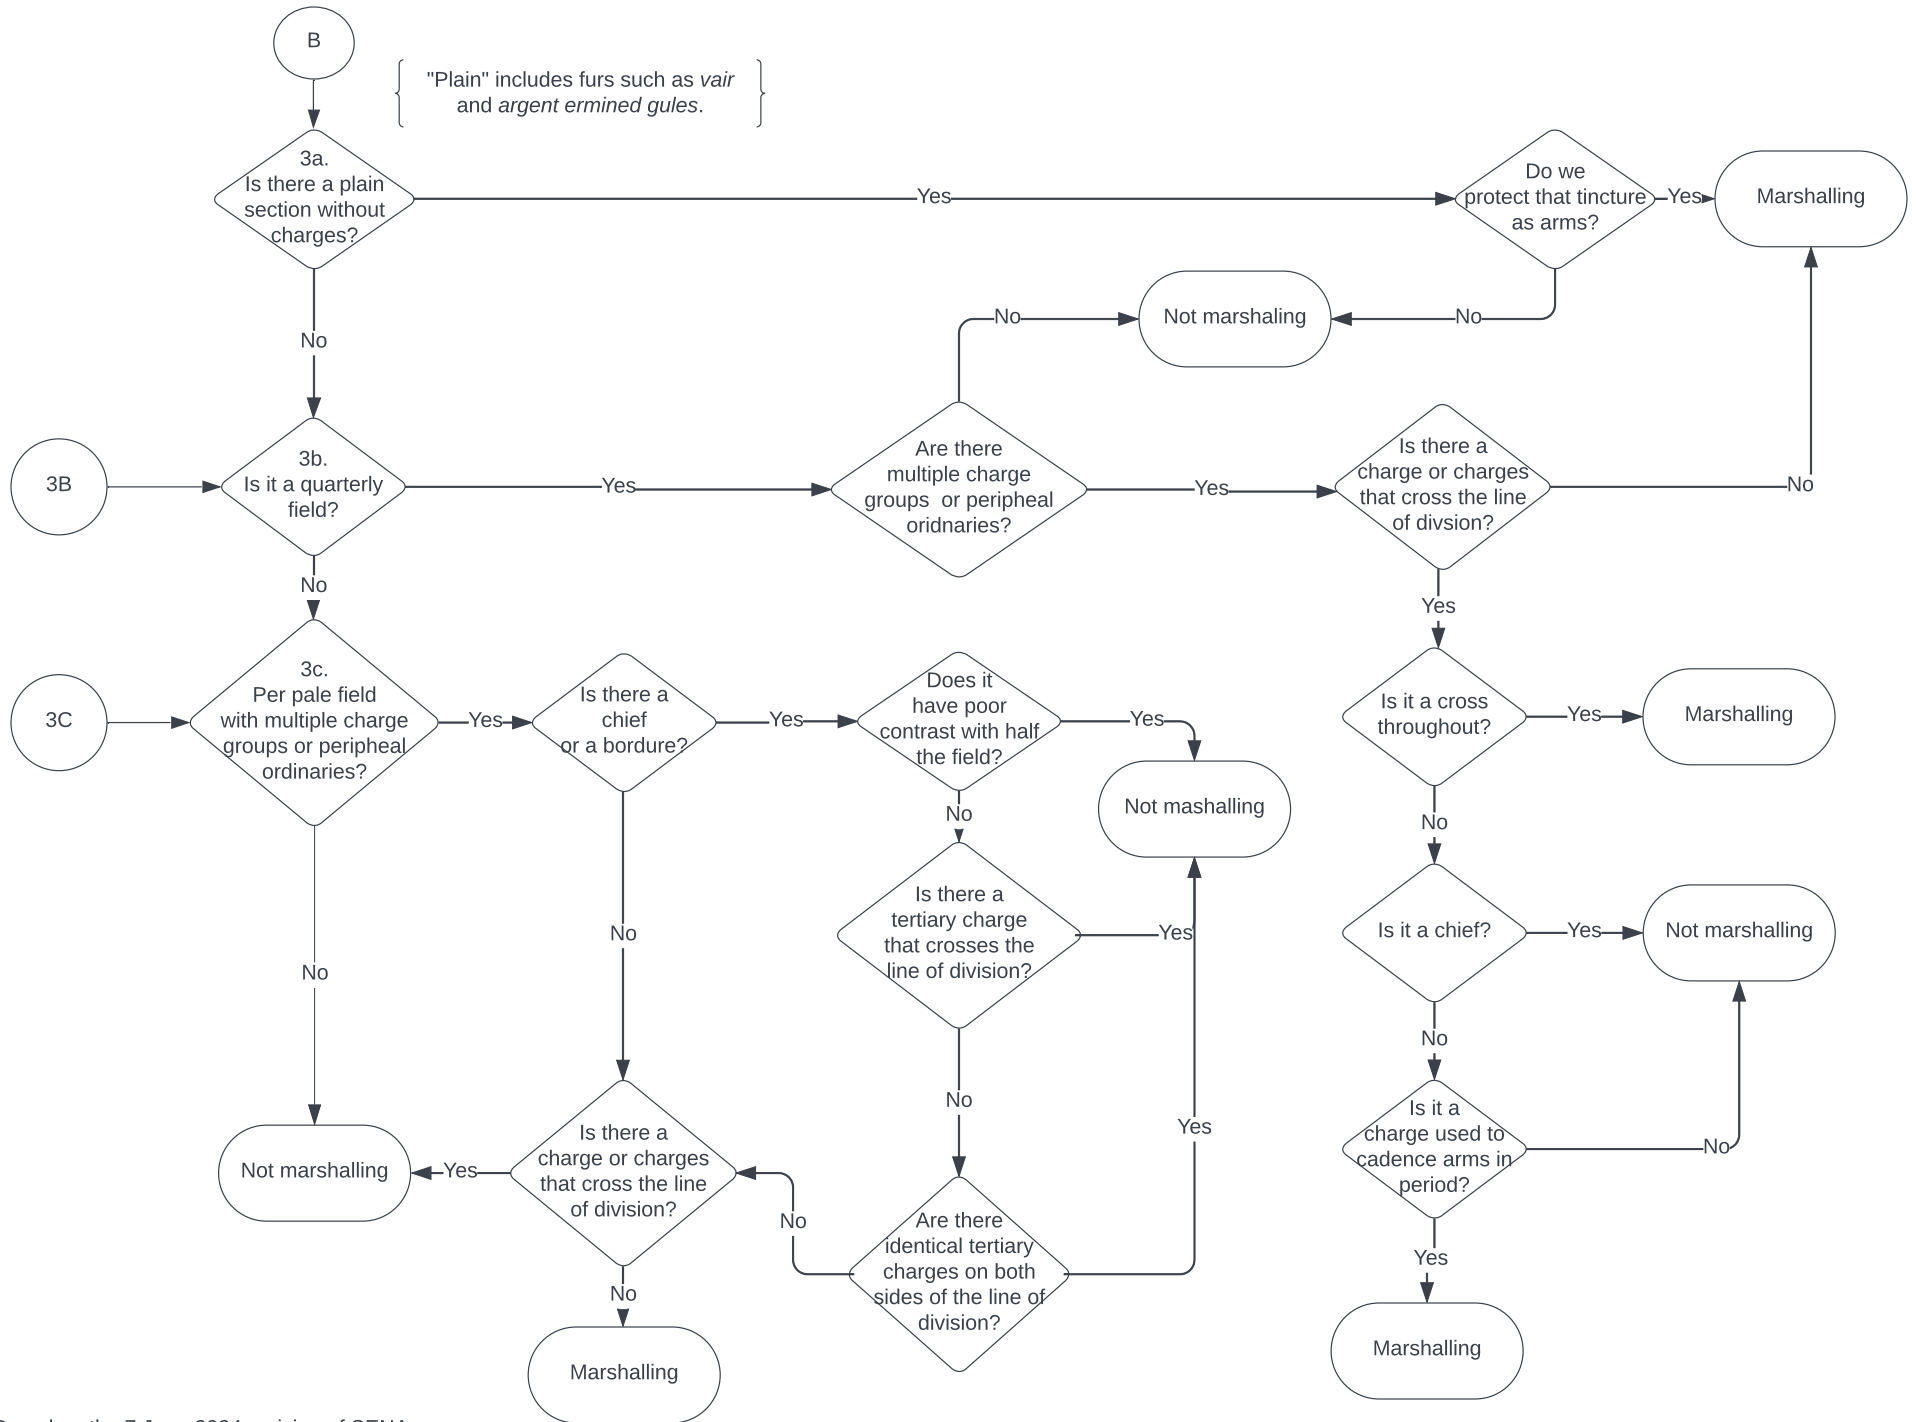 B
"Plain" includes furs such as vair
and argent ermined gules.
3a.
Is there a plain
section without
charges?
Yes
Do we
protect that tincture
as arms?
Yes
Marshalling
No
No
Not marshaling
No
3B
3b.
Is it a quarterly
field?
Yes
Are there
multiple charge
groups  or peripheal
oridnaries?
Yes
Is there a
charge or charges
that cross the line
of divsion?
No
No
Yes
3C
3c.
Per pale field
with multiple charge
groups or peripheal
ordinaries?
Yes
Is there a
chief
or a bordure?
Yes
Does it
have poor
contrast with half
the field?
Yes
Not mashalling
Is it a cross
throughout?
Yes
Marshalling
No
No
Is there a
tertiary charge
that crosses the
line of division?
Yes
Is it a chief?
Yes
Not marshalling
No
No
No
No
Is it a
charge used to
cadence arms in
period?
No
Yes
Is there a
charge or charges
that cross the line
of division?
Yes
Not marshalling
No
Are there
identical tertiary
charges on both
sides of the line of
division?
Yes
Marshalling
No
Marshalling